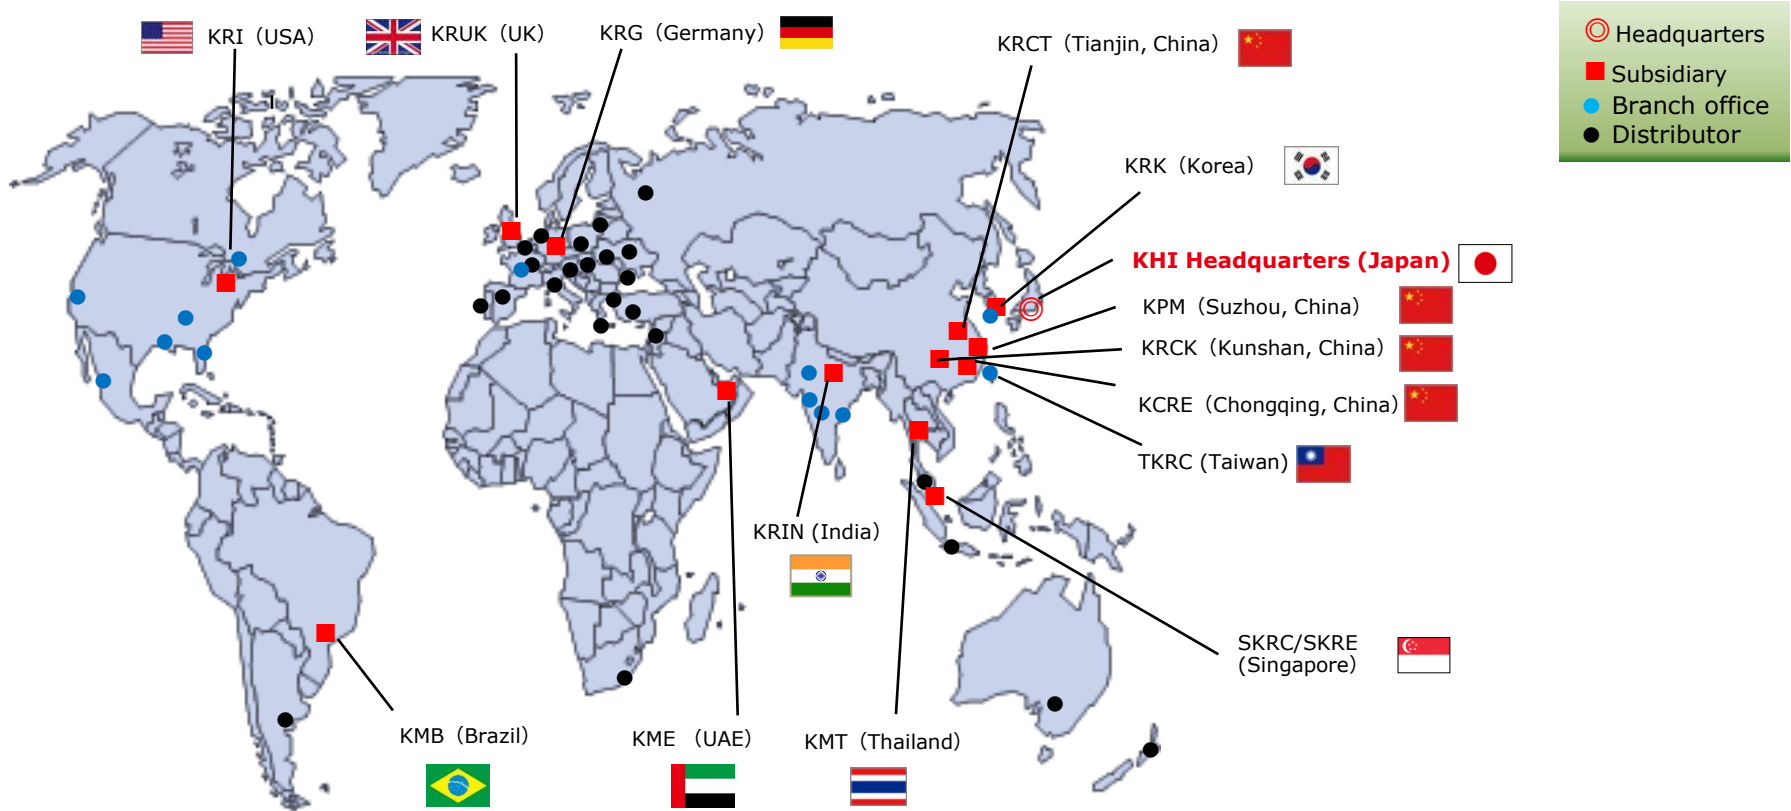 KRI（USA）
KRUK（UK）
KRG（Germany）
KRCT（Tianjin, China）
Headquarters
Subsidiary
Branch office
Distributor
KRK（Korea）
KHI Headquarters (Japan)
KPM（Suzhou, China）
KRCK（Kunshan, China）
KCRE（Chongqing, China）
TKRC (Taiwan)
KRIN (India）
SKRC/SKRE
(Singapore）
KMB（Brazil）
KME （UAE）
KMT（Thailand）